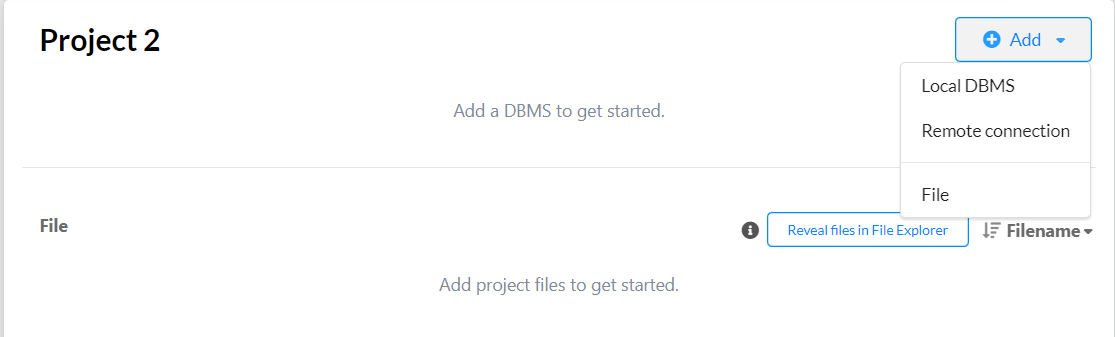 Project 2
Add
Local DBMS
Add a DBMS to get started.
Remote connection
File
File
Reveal files in File Explorer
Filename
Add project files to get started.